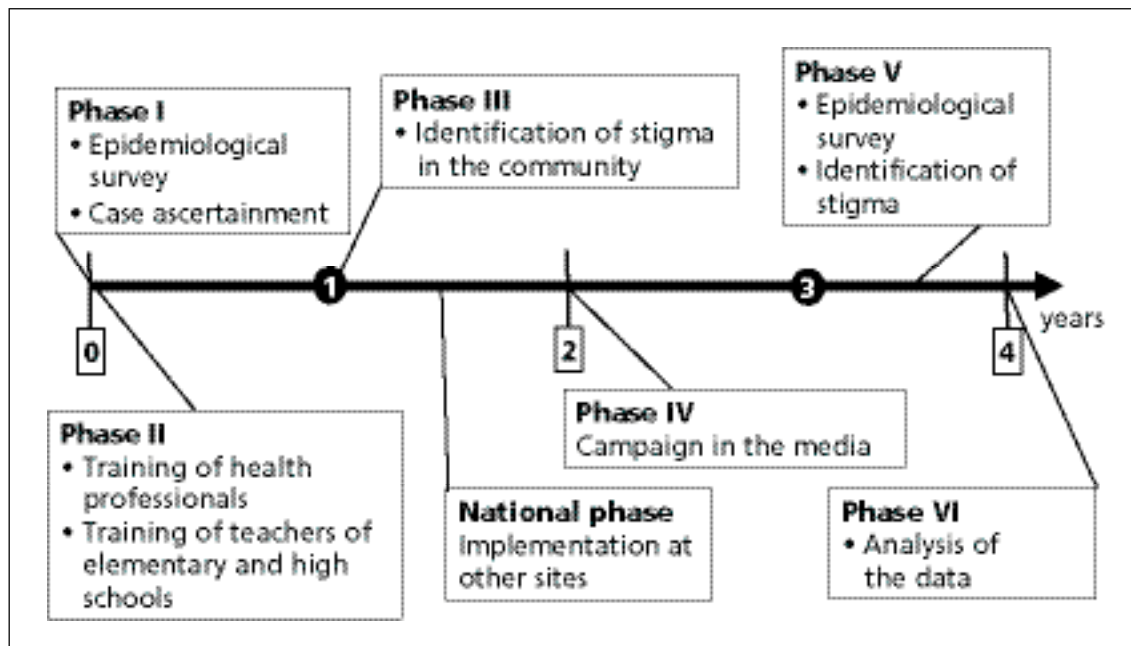 Phase I
• Epidemiological
survey
• Case ascertainment
Phase III
• Identification of stigma
in the community
Phase V
• Epidemiological
survey
• Identification of
stigma
1
3
years
0
2
4
Phase II
• Training of health
professionals
• Training of teachers of
elementary and high
schools
National phase
Implementation at
other sites
Phase IV
Campaign in the media
Phase VI
• Analysis of
the data